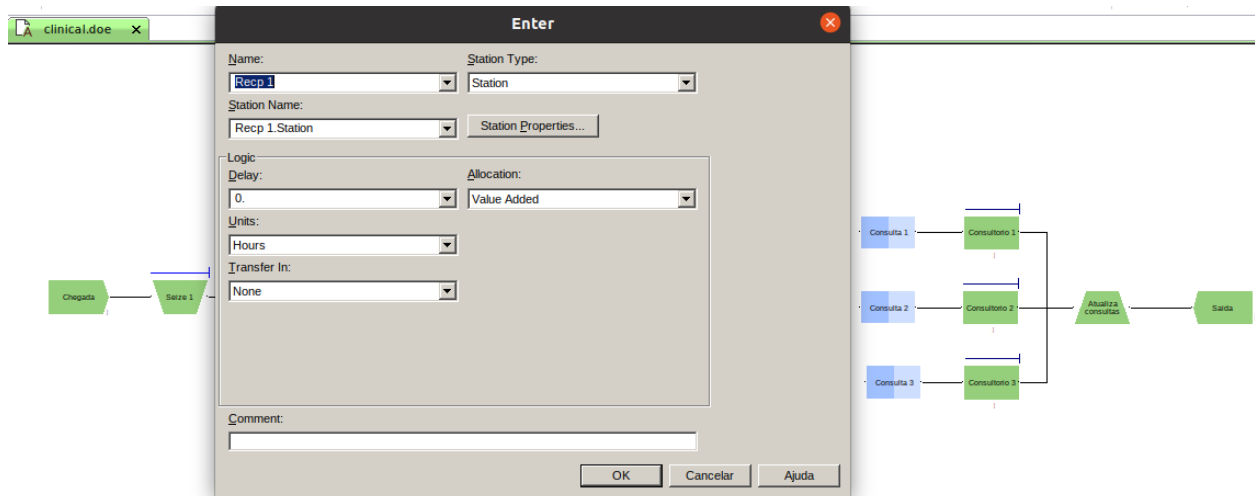 clinical.doe
Enter
Name:
Station Type:
Recp 1
Station
Station Name:
Recp 1.Station
Station Properties...
Logic
Delay:
Allocation:
0.
Value Added
Units:
Hours
Transfer In:
None
Comment:
OK
Cancelar
Ajuda
Chegada
Seize 1
Consulta 1
Consultorio 1
Consulta 2
Consultorio 2
Atualiza
consultas
Saida
Consulta 3
Consultorio 3